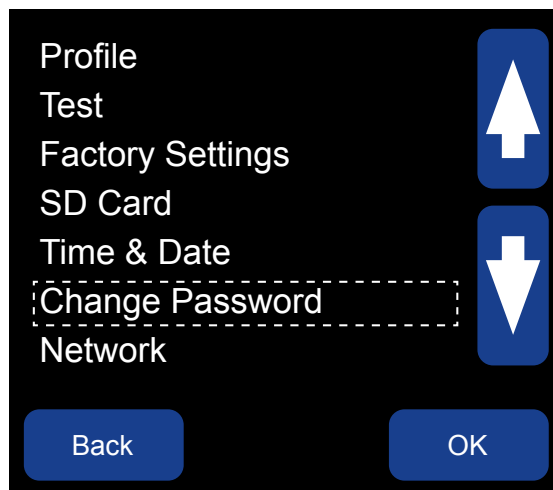 Profile
Test
Factory Settings
SD Card
Time & Date
Change Password
Network
Back
OK